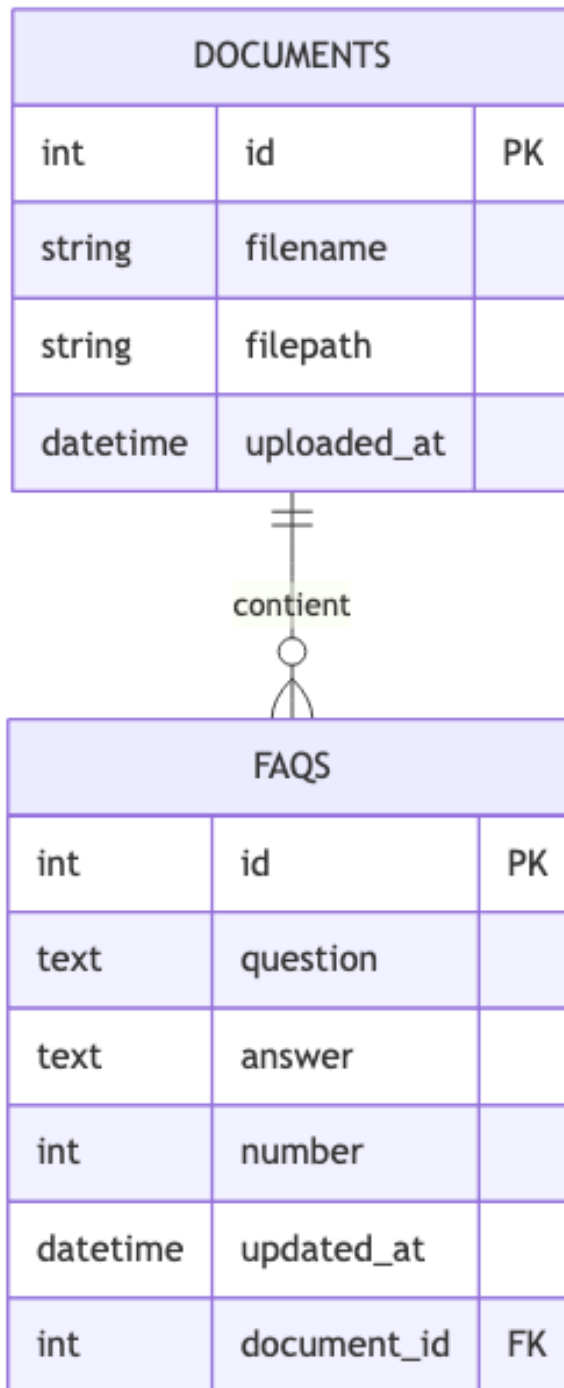 DOCUMENTS
int id PK
string filename
string filepath
datetime uploaded_at
contient
FAQS
int id PK
text question
text answer
int number
datetime updated_at
int document_id FK